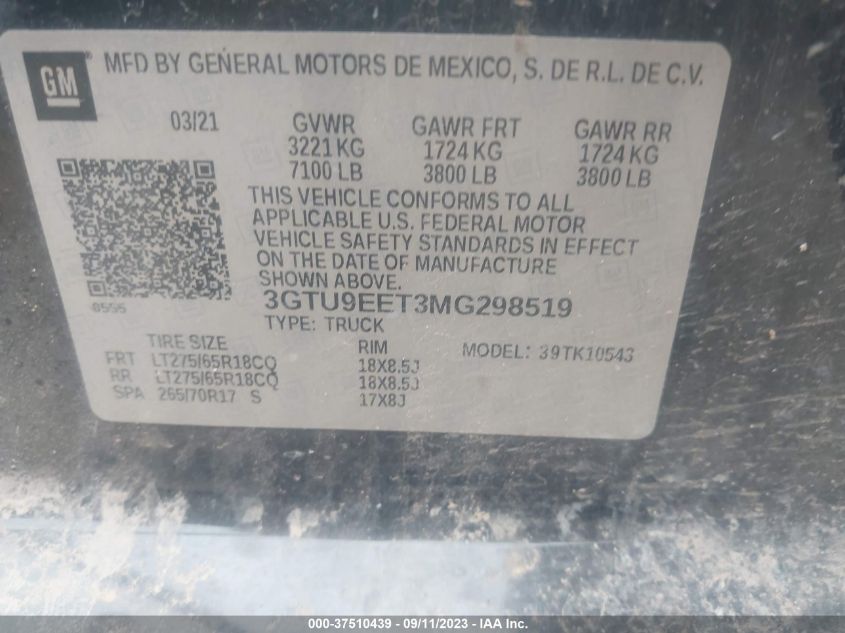 GM
MFD BY GENERAL MOTORS DE MEXICO, S. DE R.L. DE C.V.
03/21 GVWR GAWR FRT GAWR RR
3221 KG 1724 KG 1724 KG
7100 LB 3800 LB 3800 LB
THIS VEHICLE CONFORMS TO ALL
APPLICABLE U.S. FEDERAL MOTOR
VEHICLE SAFETY STANDARDS IN EFFECT
ON THE DATE OF MANUFACTURE
SHOWN ABOVE.
3GTU9EET3MG298519
0555 TYPE: TRUCK
TIRE SIZE RIM MODEL: 39TK10543
FRT LT275/65R18CQ 18X8.5J
RR LT275/65R18CQ 18X8.5J
SPA 265/70R17 S 17X8J
000-37510439 - 09/11/2023 - IAA Inc.